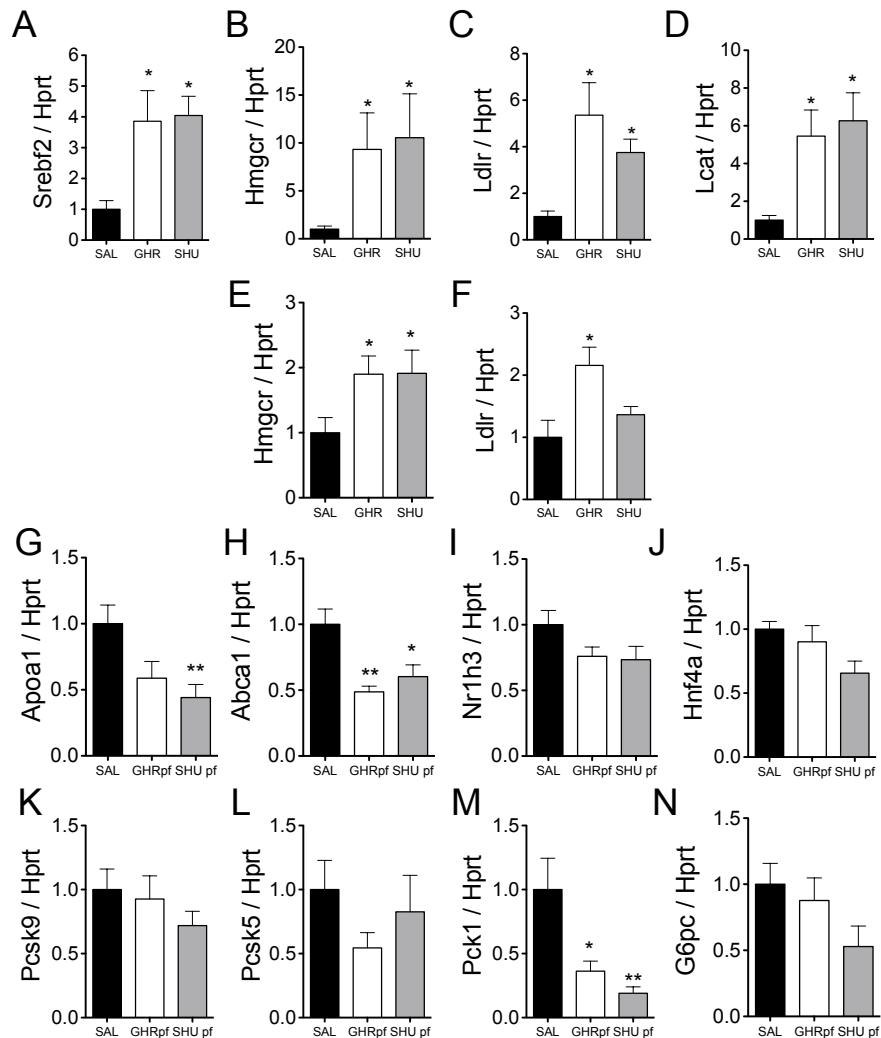 A
Srebf2 / Hprt
6
5
4
3
2
1
0
*
*
SAL
GHR
SHU
B
Hmgcr / Hprt
20
15
10
5
0
*
*
SAL
GHR
SHU
C
Ldlr / Hprt
8
6
4
2
0
*
*
SAL
GHR
SHU
D
Lcat / Hprt
10
8
6
4
2
0
*
*
SAL
GHR
SHU
E
Hmgcr / Hprt
3
2
1
0
*
*
SAL
GHR
SHU
F
Ldlr / Hprt
3
2
1
0
*
SAL
GHR
SHU
G
Apoa1 / Hprt
1.5
1.0
0.5
0.0
**
SAL
GHRpf
SHU pf
H
Abca1 / Hprt
1.5
1.0
0.5
0.0
**
*
SAL
GHRpf
SHU pf
I
Nr1h3 / Hprt
1.5
1.0
0.5
0.0
SAL
GHRpf
SHU pf
J
Hnf4a / Hprt
1.5
1.0
0.5
0.0
SAL
GHRpf
SHU pf
K
Pcsk9 / Hprt
1.5
1.0
0.5
0.0
SAL
GHRpf
SHU pf
L
Pcsk5 / Hprt
1.5
1.0
0.5
0.0
SAL
GHRpf
SHU pf
M
Pck1 / Hprt
1.5
1.0
0.5
0.0
*
**
SAL
GHRpf
SHU pf
N
G6pc / Hprt
1.5
1.0
0.5
0.0
SAL
GHRpf
SHU pf